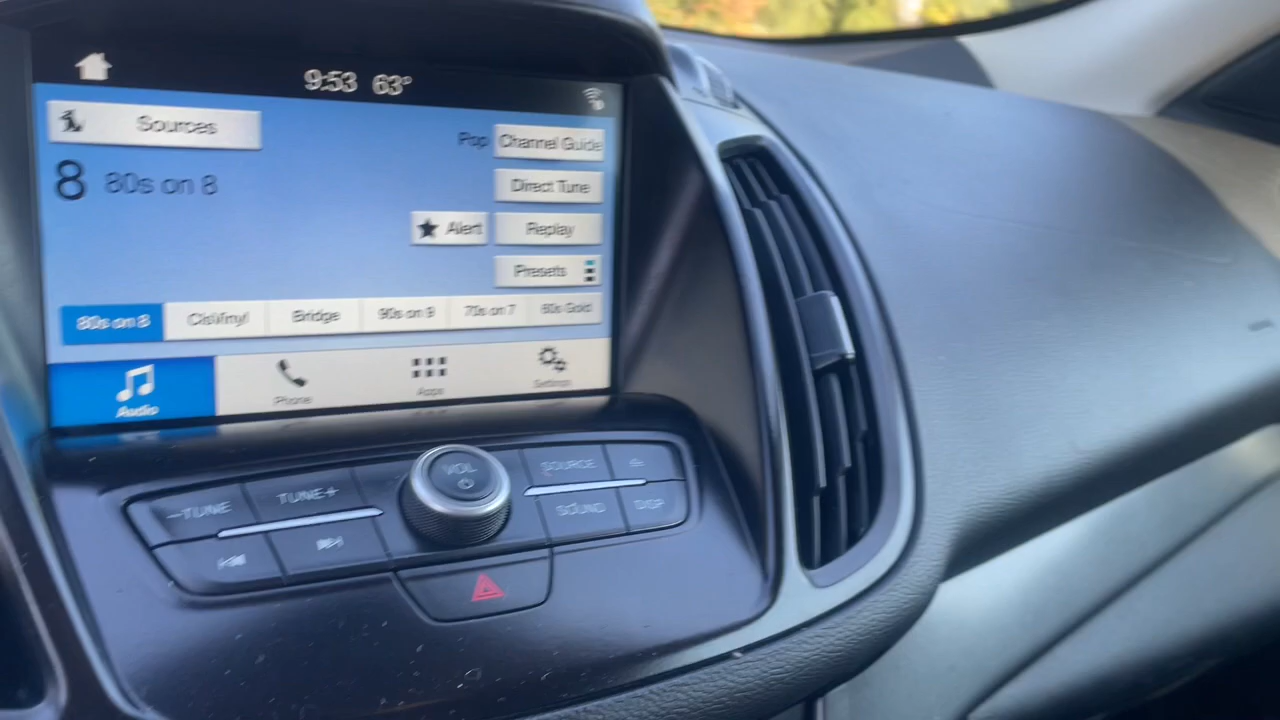 9:53 63°
Sources
Pop Channel Guide
8 80s on 8
Direct Tune
Alert Replay
Presets
80s on 8 ClsVinyl Bridge 90s on 9 70s on 7 60s Gold
Audio Phone Apps Settings
VOL
-TUNE TUNE+ SOURCE
SOUND DISP